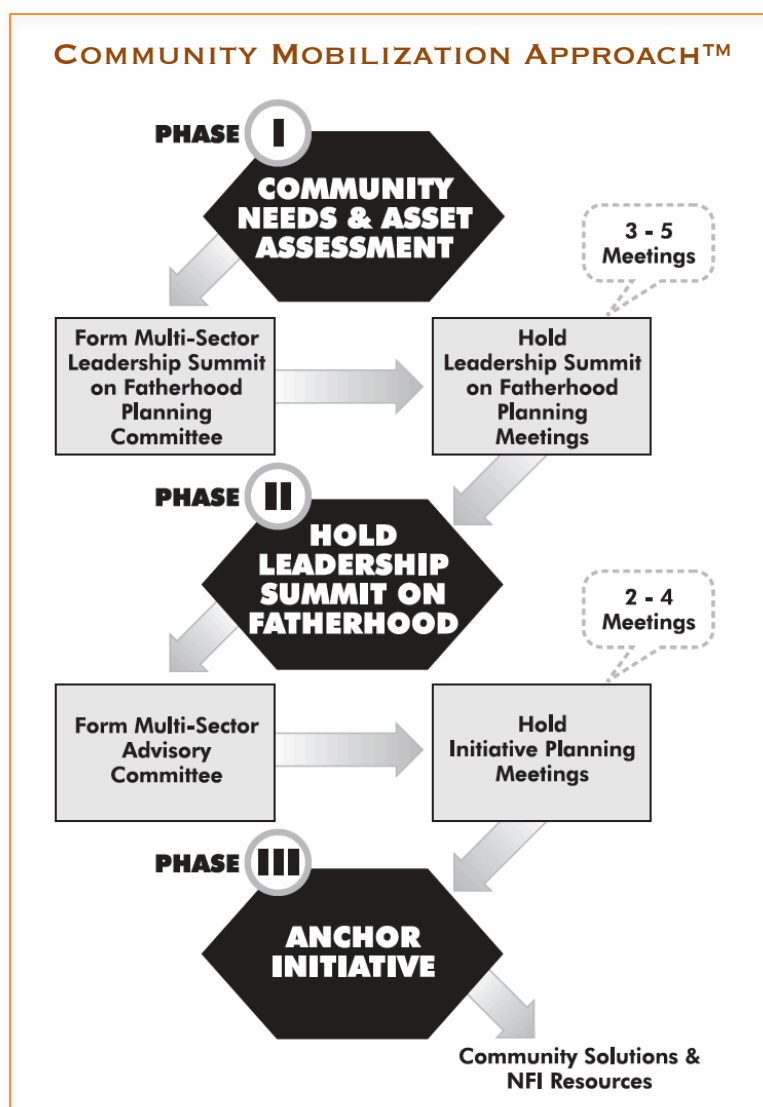 COMMUNITY MOBILIZATION APPROACH™
PHASE I
COMMUNITY
NEEDS & ASSET
ASSESSMENT
3 - 5
Meetings
Form Multi-Sector
Leadership Summit
on Fatherhood
Planning
Committee
Hold
Leadership Summit
on Fatherhood
Planning
Meetings
PHASE II
HOLD
LEADERSHIP
SUMMIT ON
FATHERHOOD
2 - 4
Meetings
Form Multi-Sector
Advisory
Committee
Hold
Initiative Planning
Meetings
PHASE III
ANCHOR
INITIATIVE
Community Solutions &
NFI Resources